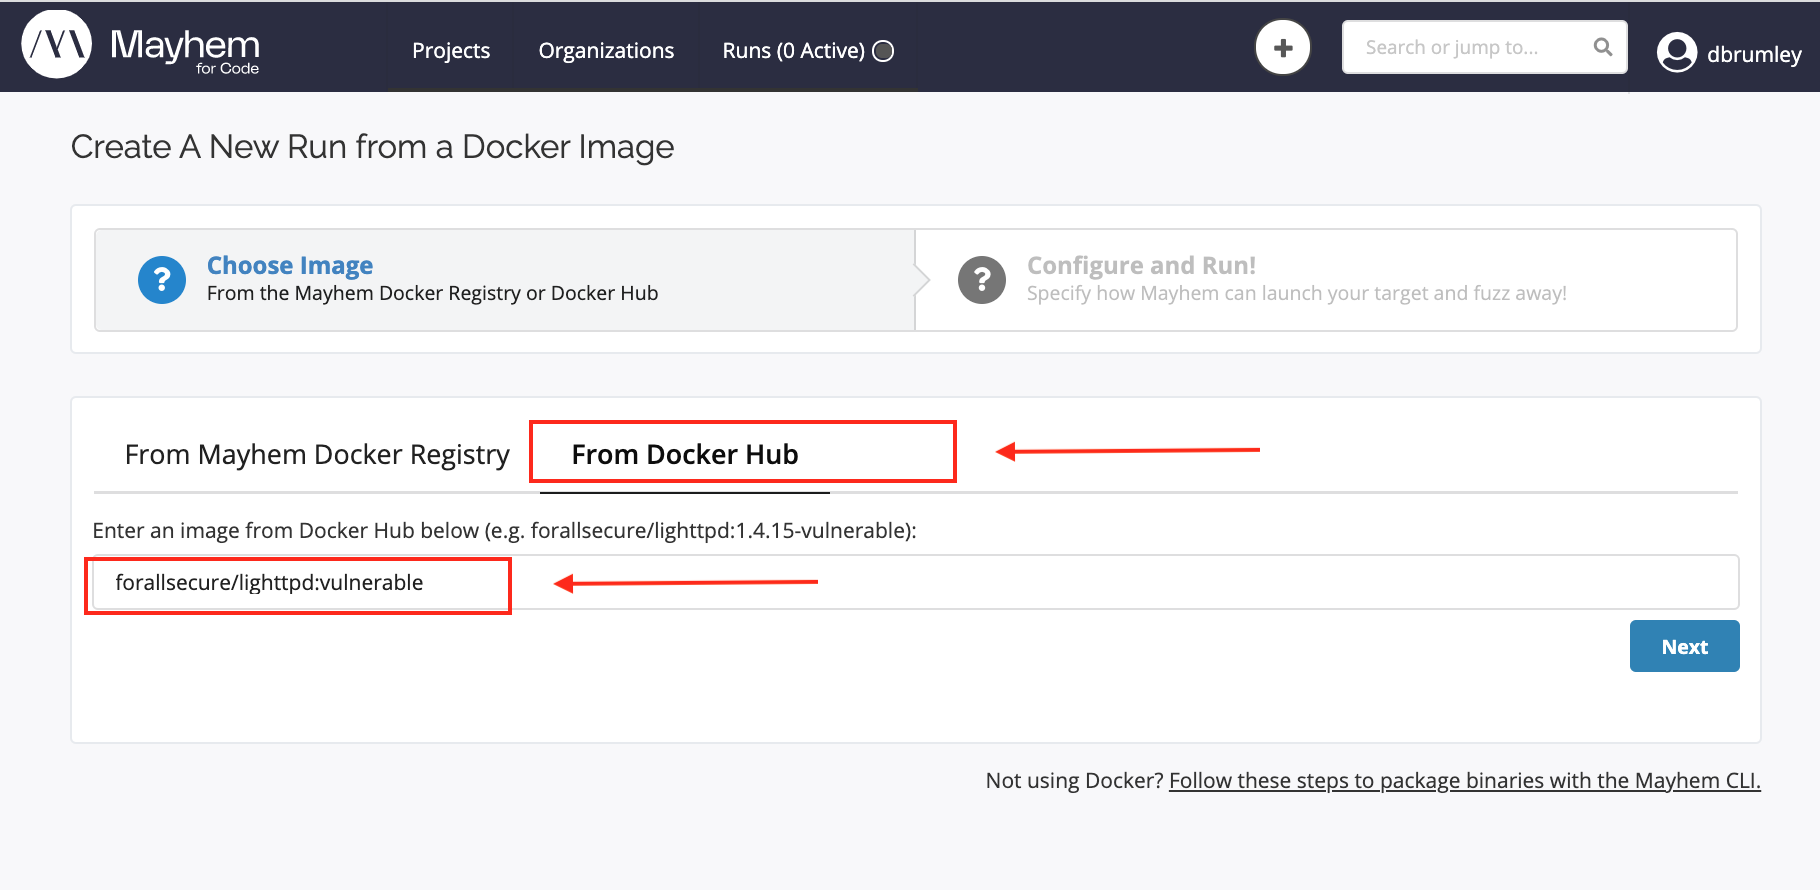 Mayhem
for Code
Projects
Organizations
Runs (0 Active)
Search or jump to...
dbrumley
Create A New Run from a Docker Image
Choose Image
From the Mayhem Docker Registry or Docker Hub
Configure and Run!
Specify how Mayhem can launch your target and fuzz away!
From Mayhem Docker Registry
From Docker Hub
Enter an image from Docker Hub below (e.g. forallsecure/lighttpd:1.4.15-vulnerable):
forallsecure/lighttpd:vulnerable
Next
Not using Docker? Follow these steps to package binaries with the Mayhem CLI.